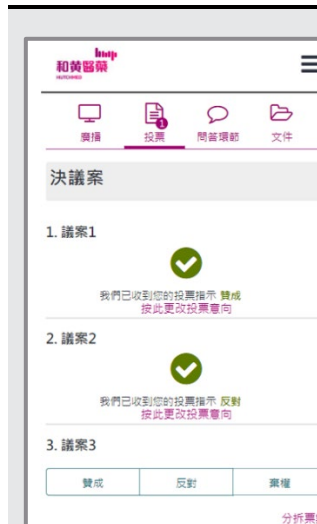 和黃醫藥
HUTCHMED
廣播
投票
1
問答環節
文件
決議案
1. 議案1
我們已收到您的投票指示 贊成
按此更改投票意向
2. 議案2
我們已收到您的投票指示 反對
按此更改投票意向
3. 議案3
贊成
反對
棄權
分拆票